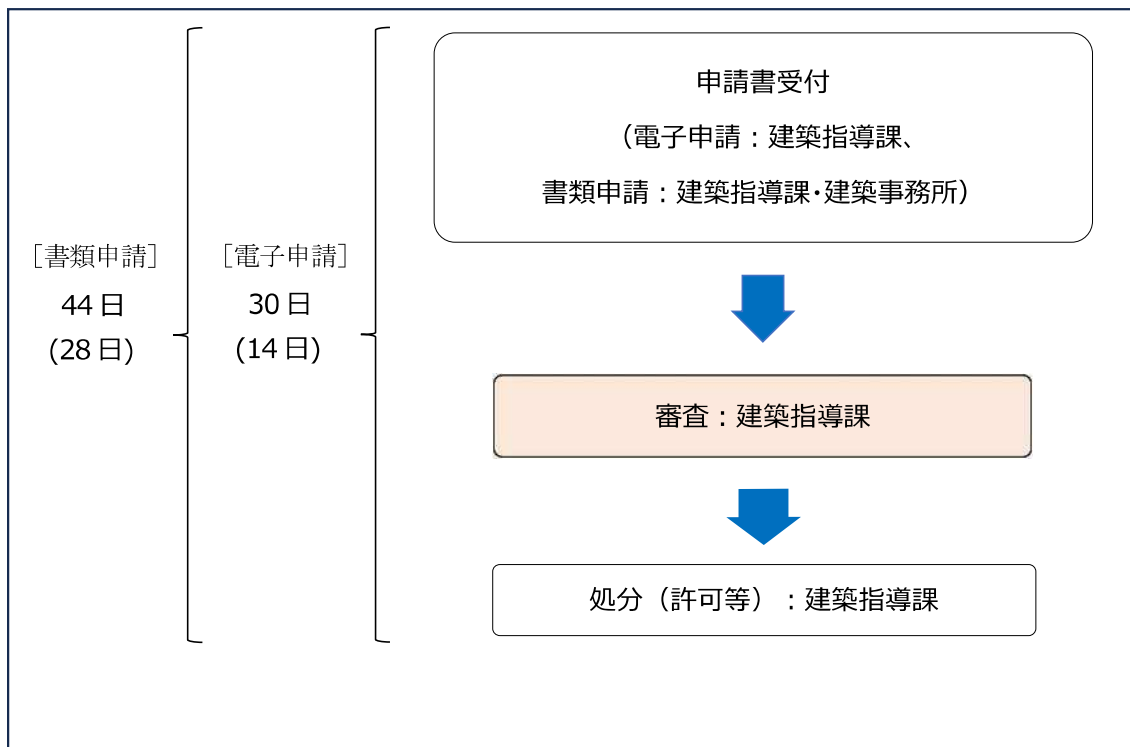 申請書受付
（電子申請：建築指導課、
書類申請：建築指導課・建築事務所）
［書類申請］
44日
(28日)
［電子申請］
30日
(14日)
審査：建築指導課
処分（許可等）：建築指導課